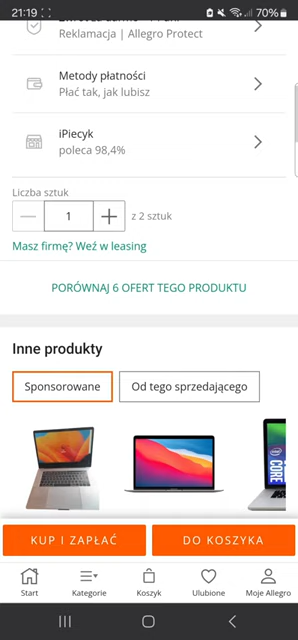 21:19
70%
Reklamacja | Allegro Protect
Metody płatności
Płać tak, jak lubisz
iPiecyk
poleca 98,4%
Liczba sztuk
1
z 2 sztuk
Masz firmę? Weź w leasing
PORÓWNAJ 6 OFERT TEGO PRODUKTU
Inne produkty
Sponsorowane
Od tego sprzedającego
intel
CORE
KUP I ZAPŁAĆ
DO KOSZYKA
Start
Kategorie
Koszyk
Ulubione
Moje Allegro